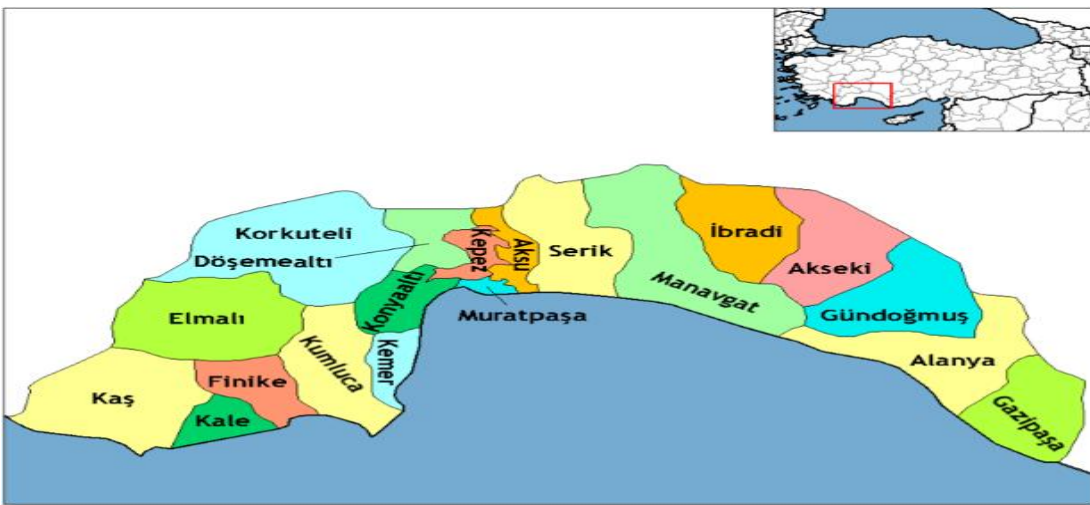 Korkuteli
Döşemealtı
Kepez
Aksu
Serik
İbradi
Akseki
Manavgat
Gündoğmuş
Konyaaltı
Muratpaşa
Elmalı
Kumluca
Kemer
Alanya
Finike
Kaş
Kale
Gazipaşa